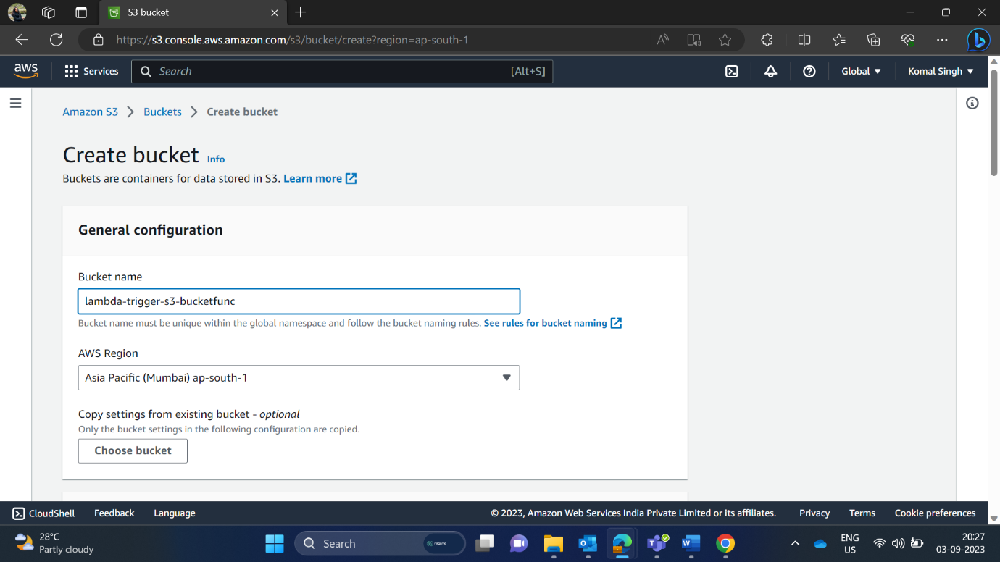 S3 bucket
https://s3.console.aws.amazon.com/s3/bucket/create?region=ap-south-1
aws
Services
Search
[Alt+S]
Global
Komal Singh
Amazon S3
Buckets
Create bucket
Create bucket Info
Buckets are containers for data stored in S3. Learn more
General configuration
Bucket name
lambda-trigger-s3-bucketfunc
Bucket name must be unique within the global namespace and follow the bucket naming rules. See rules for bucket naming
AWS Region
Asia Pacific (Mumbai) ap-south-1
Copy settings from existing bucket - optional
Only the bucket settings in the following configuration are copied.
Choose bucket
CloudShell
Feedback
Language
© 2023, Amazon Web Services India Private Limited or its affiliates.
Privacy
Terms
Cookie preferences
28°C
Partly cloudy
Search
ENG
US
20:27
03-09-2023